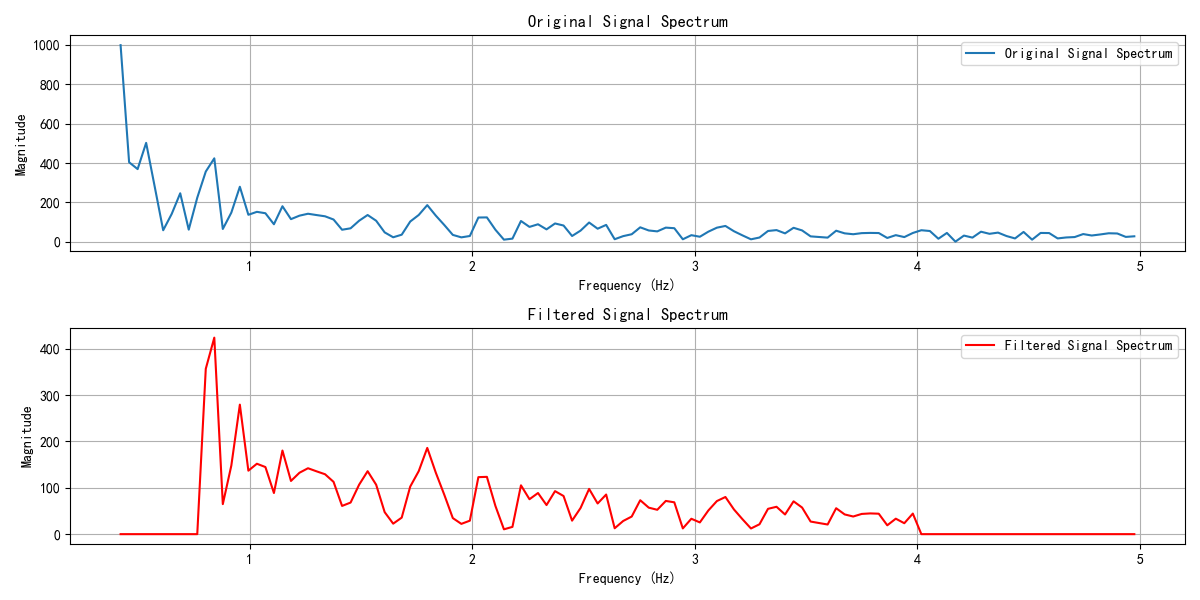 Original Signal Spectrum
Original Signal Spectrum
1000
800
600
400
200
0
Magnitude
1 2 3 4 5
Frequency (Hz)
Filtered Signal Spectrum
Filtered Signal Spectrum
400
300
200
100
0
Magnitude
1 2 3 4 5
Frequency (Hz)